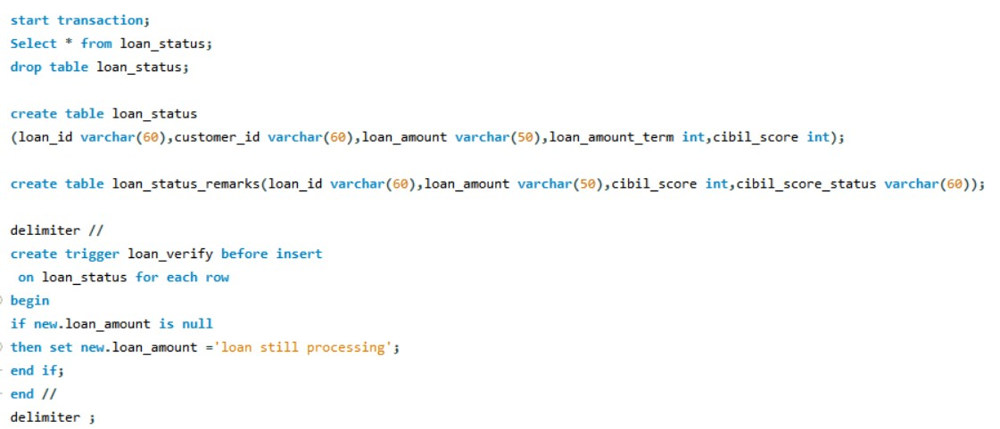 start transaction;
Select * from loan_status;
drop table loan_status;
create table loan_status
(loan_id varchar(60),customer_id varchar(60),loan_amount varchar(50),loan_amount_term int,cibil_score int);
create table loan_status_remarks(loan_id varchar(60),loan_amount varchar(50),cibil_score int,cibil_score_status varchar(60));
delimiter //
create trigger loan_verify before insert
on loan_status for each row
begin
if new.loan_amount is null
then set new.loan_amount ='loan still processing';
end if;
end //
delimiter ;